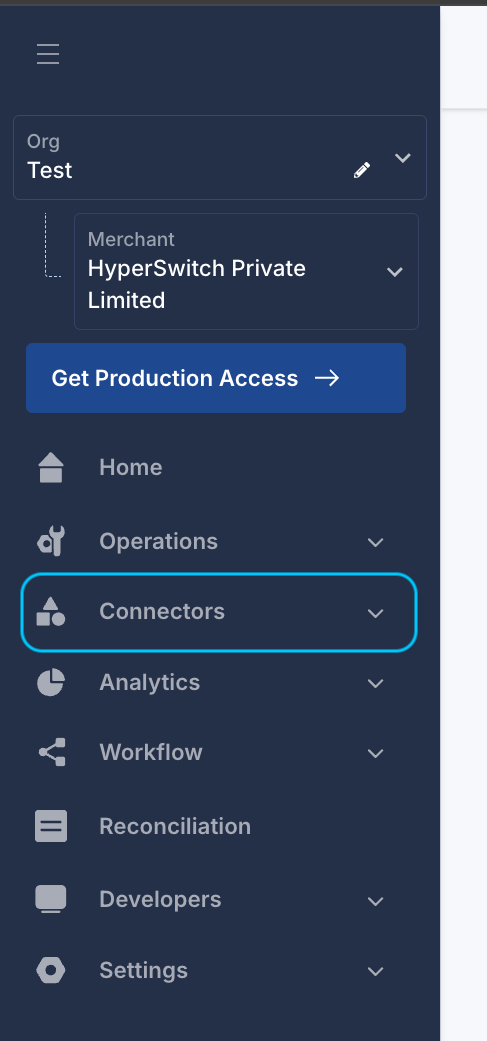 Org
Test
Merchant
HyperSwitch Private
Limited
Get Production Access
Home
Operations
Connectors
Analytics
Workflow
Reconciliation
Developers
Settings